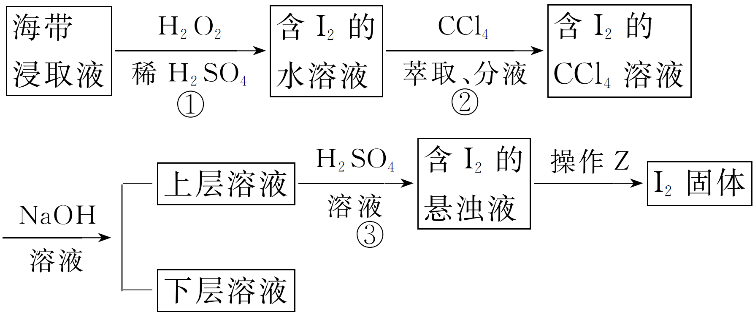 海带 浸取液
H₂O₂
稀 H₂SO₄
①
含 I₂ 的 水溶液
CCl₄
萃取、分液
②
含 I₂ 的 CCl₄ 溶液
NaOH
溶液
上层溶液
H₂SO₄
溶液
③
含 I₂ 的 悬浊液
操作 Z
I₂ 固体
下层溶液